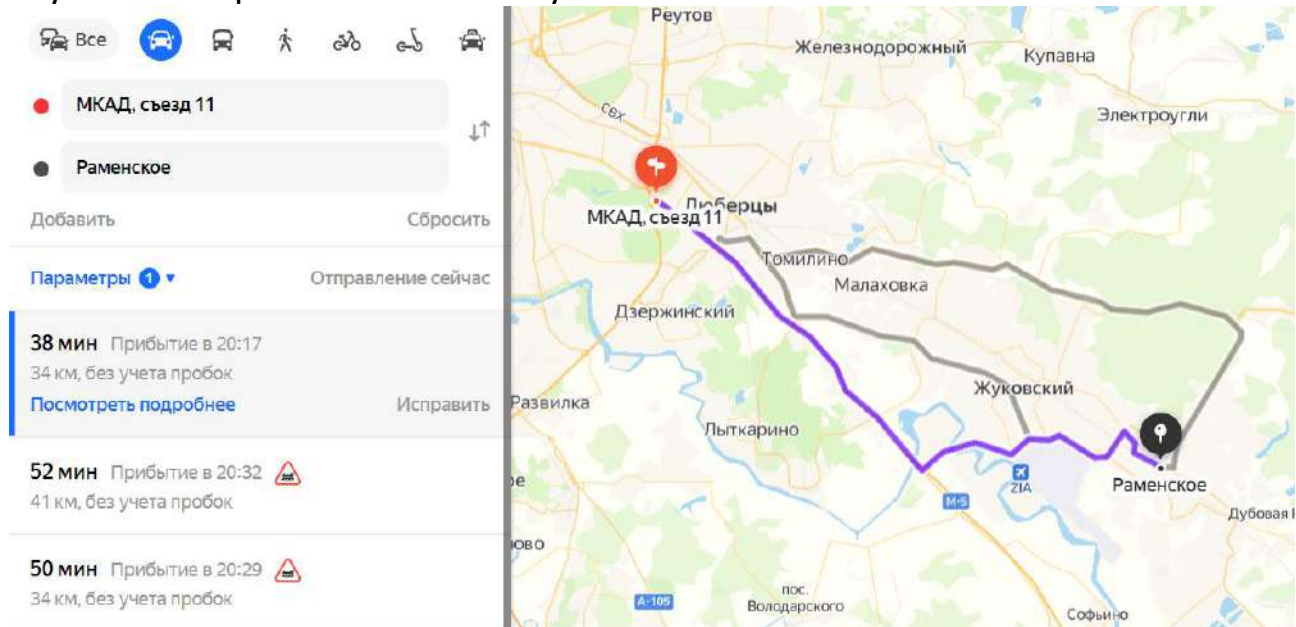 Все
МКАД, съезд 11
Раменское
Добавить
Сбросить
Параметры 1
Отправление сейчас
38 мин Прибытие в 20:17
34 км, без учета пробок
Посмотреть подробнее
Исправить
52 мин Прибытие в 20:32
41 км, без учета пробок
50 мин Прибытие в 20:29
34 км, без учета пробок
Реутов
Железнодорожный
Купавна
Электроугли
Люберцы
МКАД, съезд 11
Томилино
Малаховка
Дзержинский
Жуковский
Развилка
Лыткарино
ZIA
Раменское
М-5
А-105
пос.
Володарского
Софьино